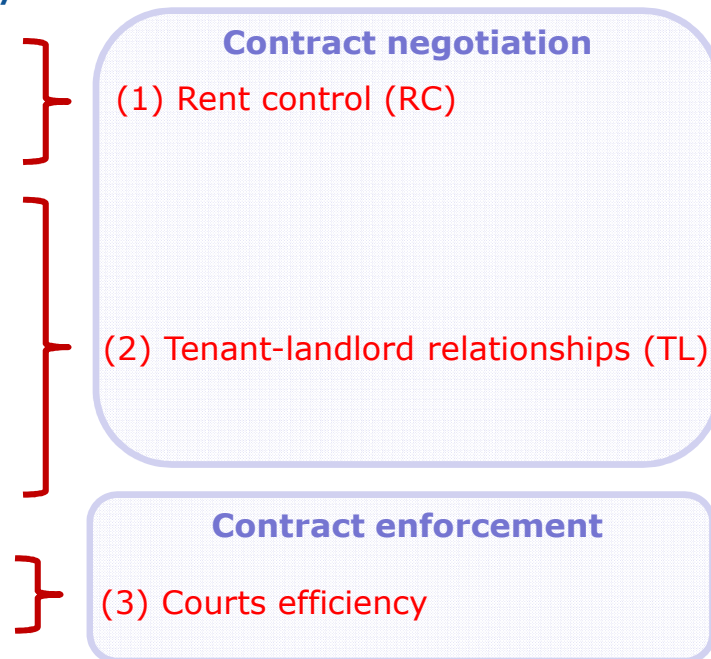 Contract negotiation
(1) Rent control (RC)
(2) Tenant-landlord relationships (TL)
Contract enforcement
(3) Courts efficiency